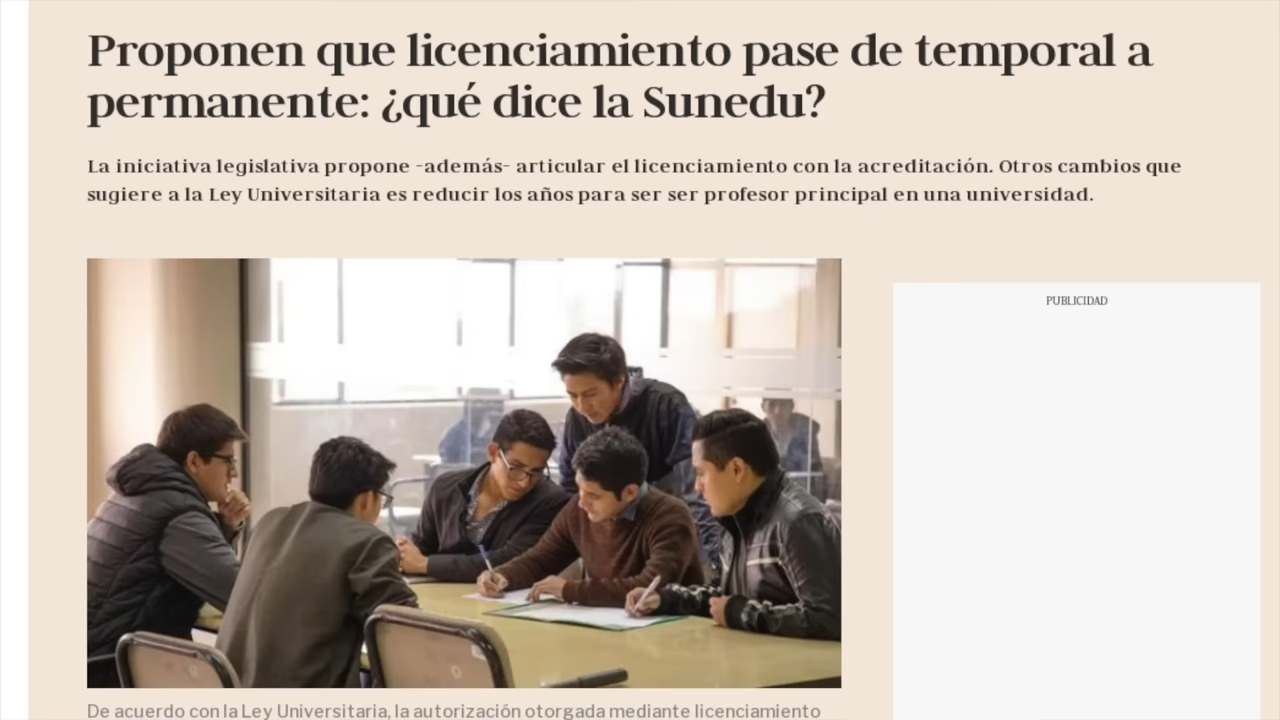 Proponen que licenciamiento pase de temporal a
permanente: ¿qué dice la Sunedu?
La iniciativa legislativa propone -además- articular el licenciamiento con la acreditación. Otros cambios que
sugiere a la Ley Universitaria es reducir los años para ser ser profesor principal en una universidad.
PUBLICIDAD
De acuerdo con la Ley Universitaria, la autorización otorgada mediante licenciamiento